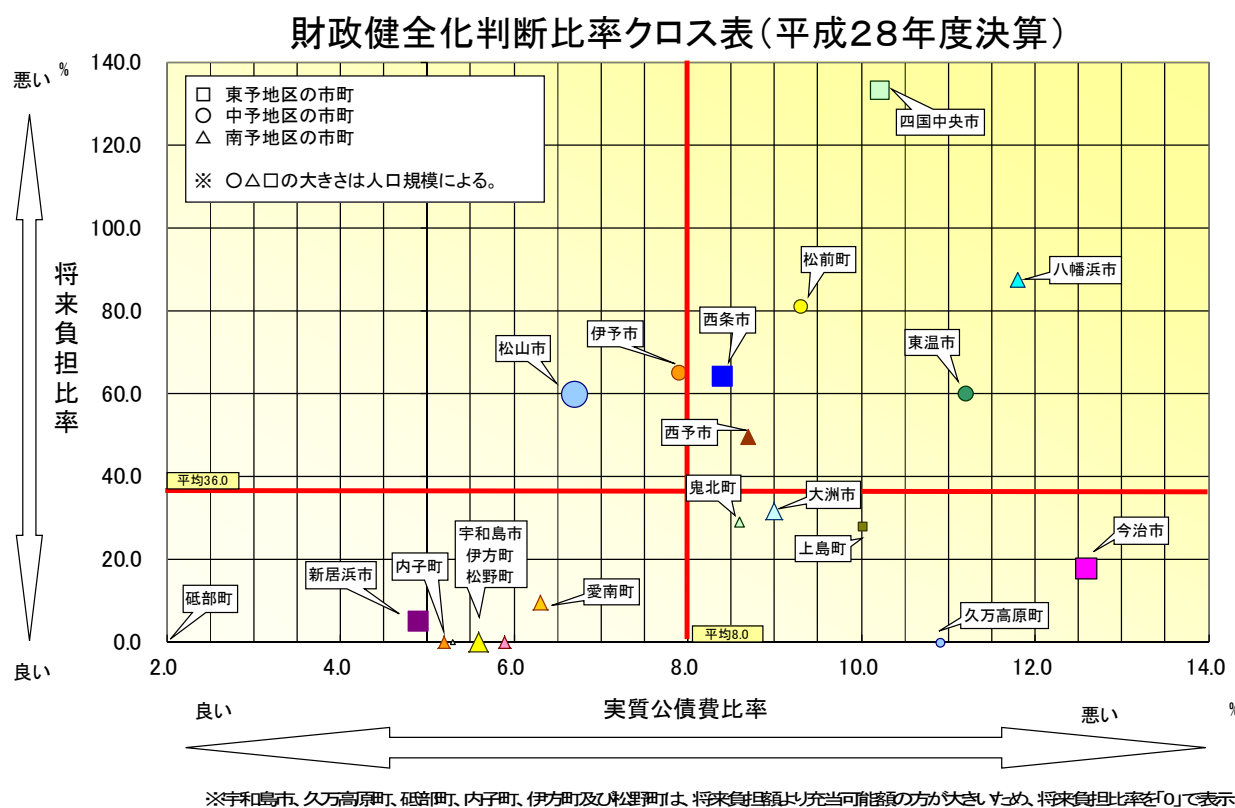 財政健全化判断比率クロス表(平成28年度決算)
悪い %
140.0
120.0
100.0
80.0
60.0
40.0
20.0
0.0
将来負担比率
良い
□ 東予地区の市町
○ 中予地区の市町
△ 南予地区の市町
※ ○△□の大きさは人口規模による。
四国中央市
松前町
八幡浜市
西条市
伊予市
松山市
東温市
西予市
平均36.0
鬼北町
大洲市
上島町
今治市
宇和島市
伊方町
松野町
内子町
新居浜市
愛南町
砥部町
久万高原町
平均8.0
2.0 4.0 6.0 8.0 10.0 12.0 14.0
良い 実質公債費比率 悪い %
※宇和島市、久万高原町、砥部町、内子町、伊方町及び松野町は、将来負担額より充当可能額の方が大きいため、将来負担比率を「0」で表示